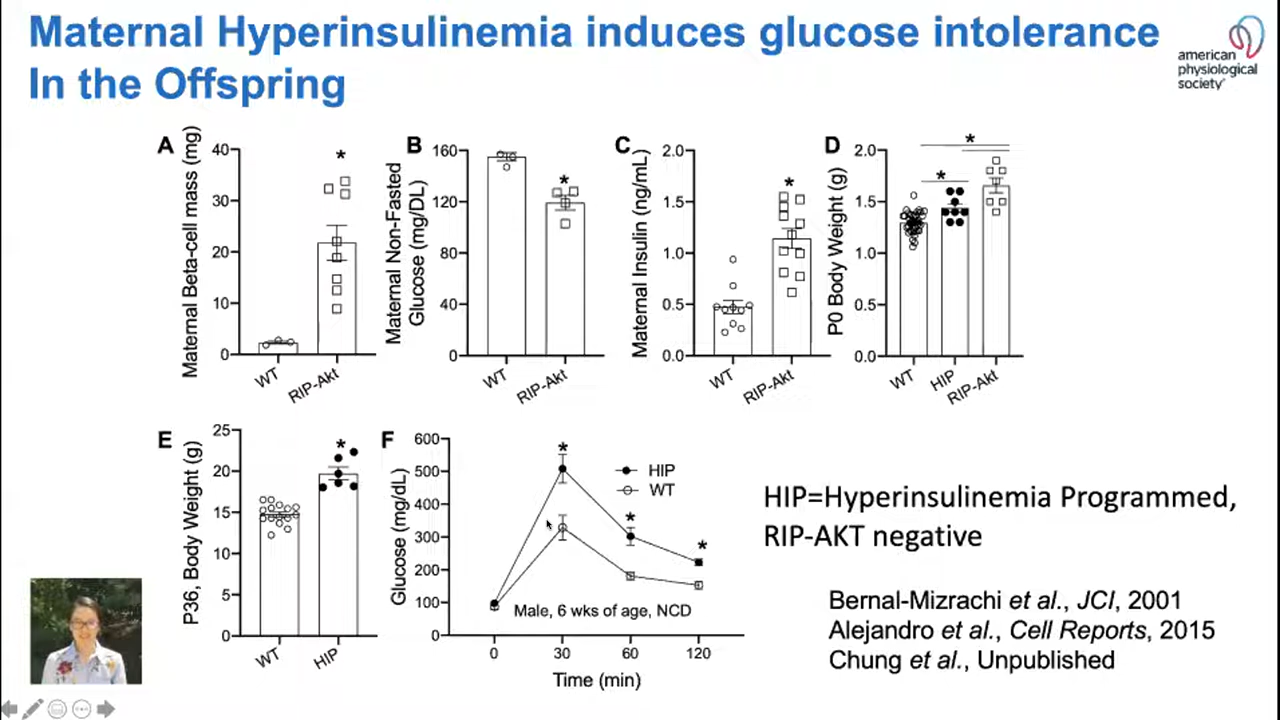 Maternal Hyperinsulinemia induces glucose intolerance
In the Offspring
american
physiological
society
A
Maternal Beta-cell mass (mg)
40
30
20
10
0
WT
RIP-Akt
*
B
Maternal Non-Fasted
Glucose (mg/DL)
160
120
80
40
0
WT
RIP-Akt
*
C
Maternal Insulin (ng/mL)
2.0
1.5
1.0
0.5
0.0
WT
RIP-Akt
*
D
P0 Body Weight (g)
2.0
1.5
1.0
0.5
0.0
WT
HIP
RIP-Akt
*
*
E
P36, Body Weight (g)
25
20
15
10
5
0
WT
HIP
*
F
Glucose (mg/dL)
600
500
400
300
200
100
0
*
*
*
HIP
WT
Male, 6 wks of age, NCD
0
30
60
120
Time (min)
HIP=Hyperinsulinemia Programmed,
RIP-AKT negative
Bernal-Mizrachi et al., JCI, 2001
Alejandro et al., Cell Reports, 2015
Chung et al., Unpublished